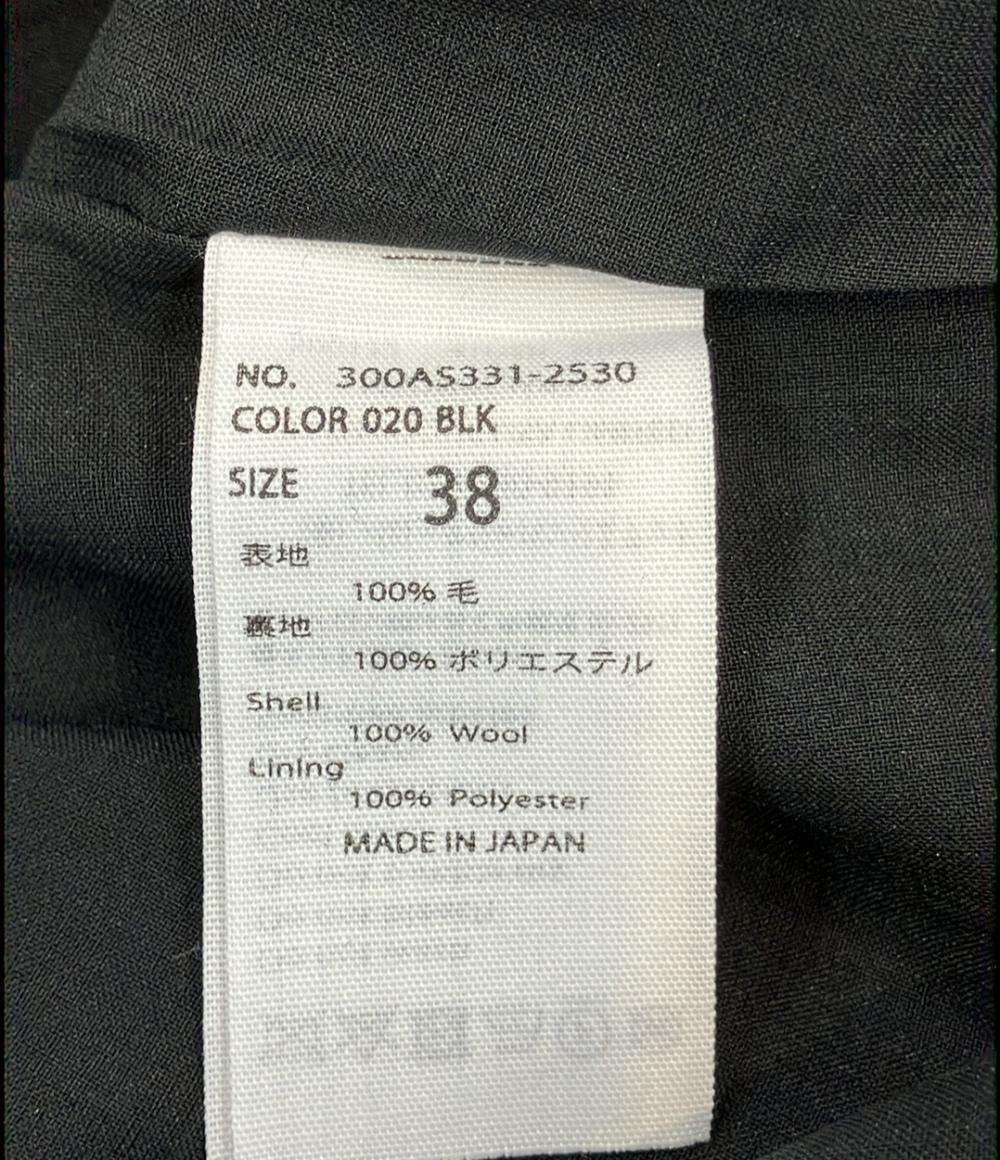 NO. 300AS331-2530
COLOR 020 BLK
SIZE 38
表地
100% 毛
裏地
100% ポリエステル
Shell
100% Wool
Lining
100% Polyester
MADE IN JAPAN